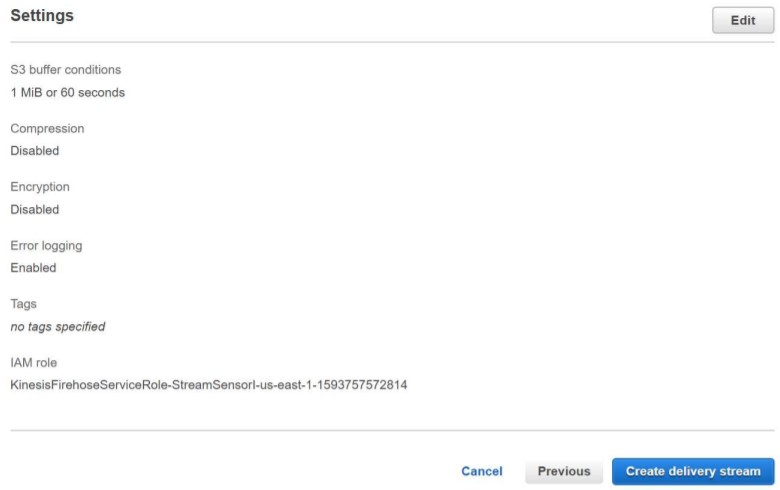 Settings
Edit
S3 buffer conditions
1 MiB or 60 seconds
Compression
Disabled
Encryption
Disabled
Error logging
Enabled
Tags
no tags specified
IAM role
KinesisFirehoseServiceRole-StreamSensorI-us-east-1-1593757572814
Cancel Previous Create delivery stream